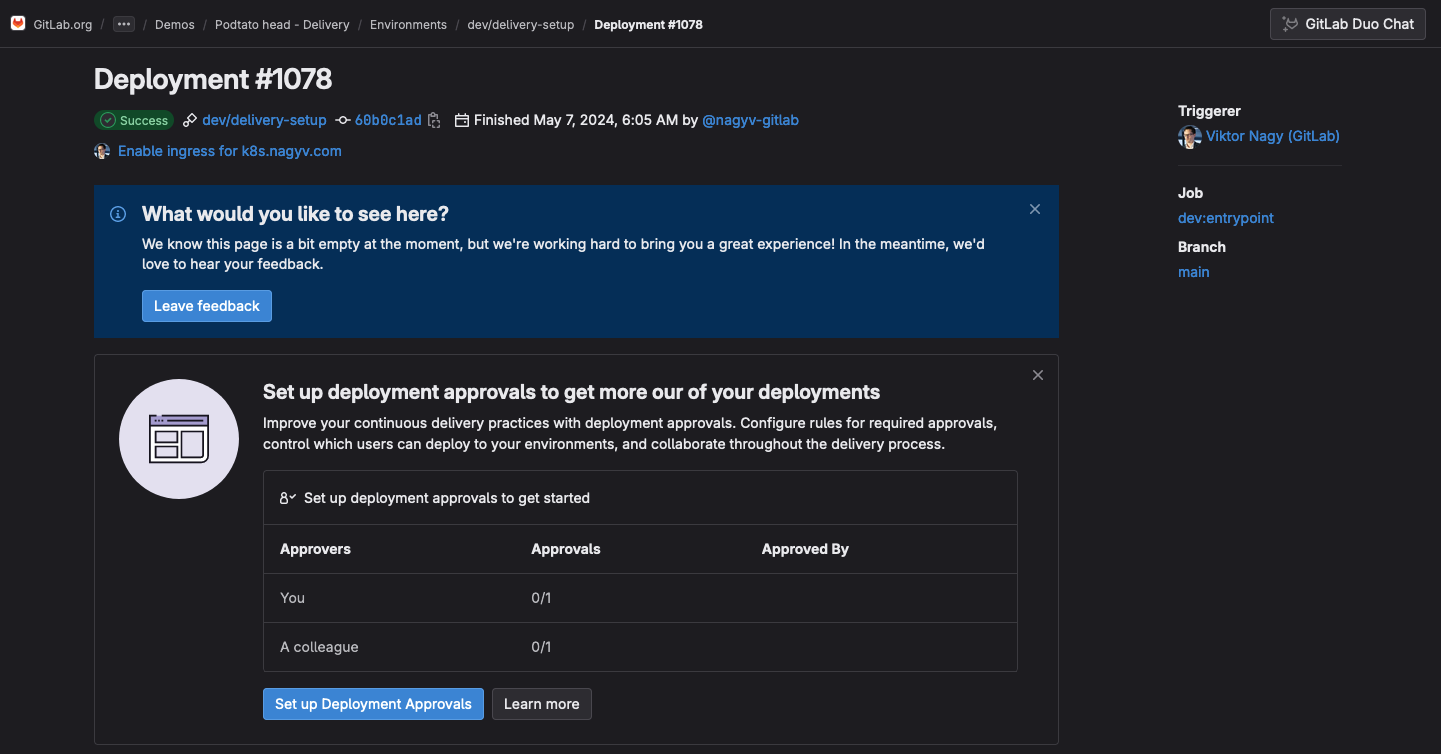 GitLab.org / ••• / Demos / Podtato head - Delivery / Environments / dev/delivery-setup / Deployment #1078
GitLab Duo Chat
Deployment #1078
Success dev/delivery-setup 60b0c1ad Finished May 7, 2024, 6:05 AM by @nagyv-gitlab
Enable ingress for k8s.nagyv.com
Triggerer
Viktor Nagy (GitLab)
Job
dev:entrypoint
Branch
main
What would you like to see here?
We know this page is a bit empty at the moment, but we're working hard to bring you a great experience! In the meantime, we'd
love to hear your feedback.
Leave feedback
Set up deployment approvals to get more our of your deployments
Improve your continuous delivery practices with deployment approvals. Configure rules for required approvals,
control which users can deploy to your environments, and collaborate throughout the delivery process.
Set up deployment approvals to get started
Approvers Approvals Approved By
You 0/1
A colleague 0/1
Set up Deployment Approvals Learn more